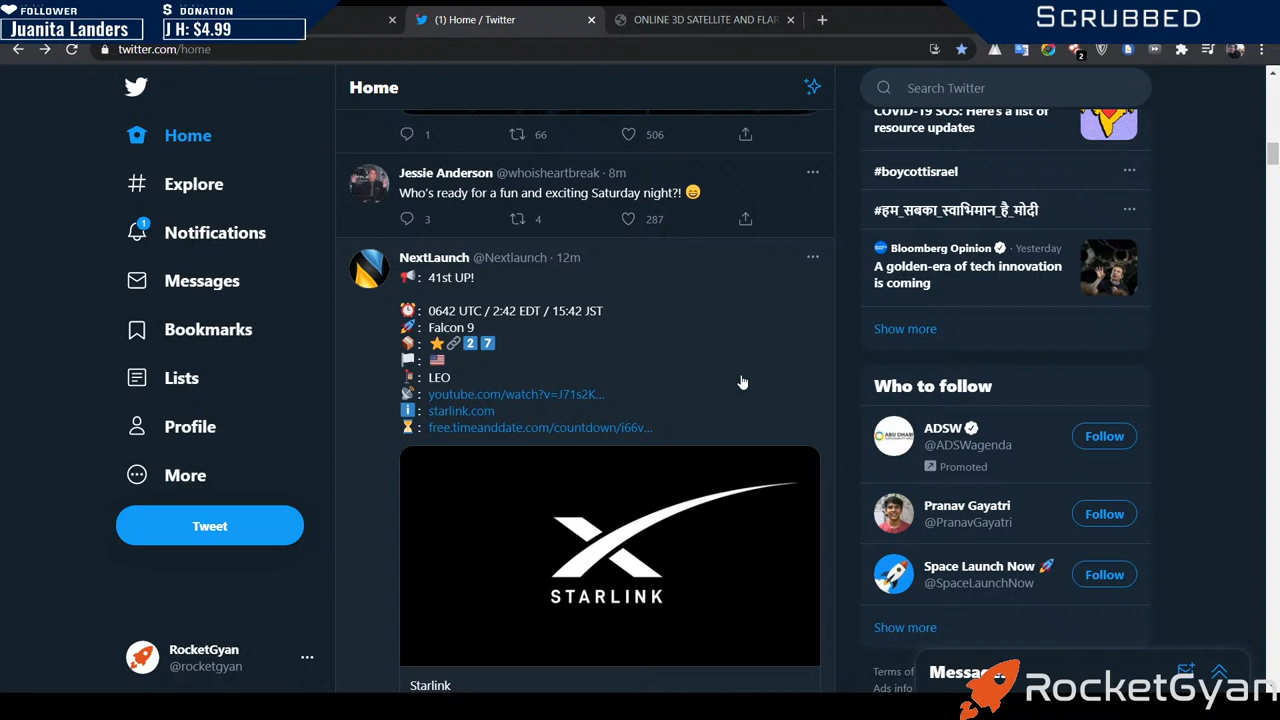 FOLLOWER
Juanita Landers
$ DONATION
J H: $4.99
SCRUBBED
(1) Home / Twitter
ONLINE 3D SATELLITE AND FLAR
twitter.com/home
2
Home
Explore
1
Notifications
Messages
Bookmarks
Lists
Profile
More
Tweet
RocketGyan
@rocketgyan
Home
1 66 506
Jessie Anderson @whoisheartbreak · 8m
Who's ready for a fun and exciting Saturday night?! 😄
3 4 287
NextLaunch @Nextlaunch · 12m
📢: 41st UP!
⏰: 0642 UTC / 2:42 EDT / 15:42 JST
🚀: Falcon 9
📦: ⭐🔗2️⃣7️⃣
🏳️: 🇺🇸
: LEO
📡: youtube.com/watch?v=J71s2K...
ℹ️: starlink.com
⏳: free.timeanddate.com/countdown/i66v...
STARLINK
Starlink
Search Twitter
COVID-19 SOS: Here's a list of
resource updates
#boycottisrael
#हम_सबका_स्वाभिमान_है_मोदी
Bloomberg Opinion · Yesterday
A golden-era of tech innovation
is coming
Show more
Who to follow
ADSW
@ADSWagenda
Promoted
Follow
Pranav Gayatri
@PranavGayatri
Follow
Space Launch Now 🚀
@SpaceLaunchNow
Follow
Show more
Terms of
Ads info
Messag
RocketGyan